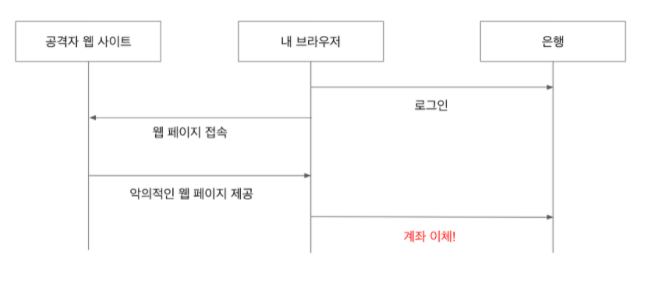 공격자 웹 사이트
내 브라우저
은행
로그인
웹 페이지 접속
악의적인 웹 페이지 제공
계좌 이체!